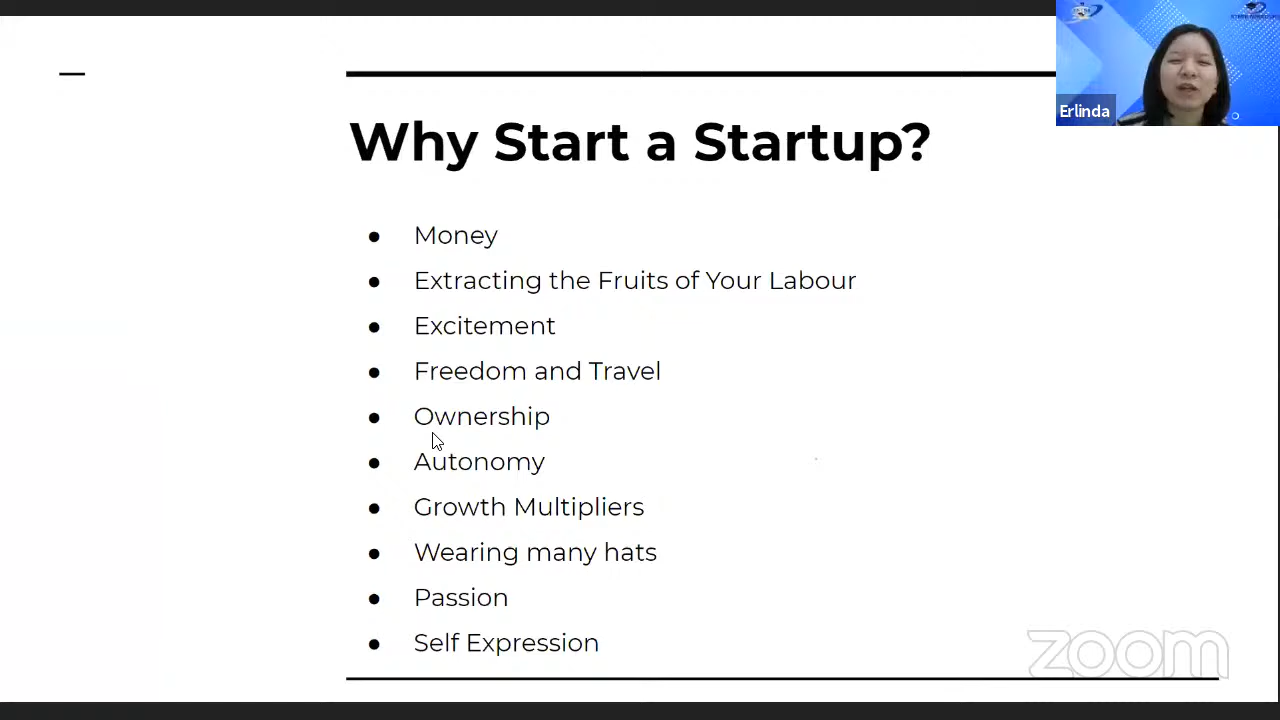 Why Start a Startup?
Erlinda
● Money
● Extracting the Fruits of Your Labour
● Excitement
● Freedom and Travel
● Ownership
● Autonomy
● Growth Multipliers
● Wearing many hats
● Passion
● Self Expression
zoom